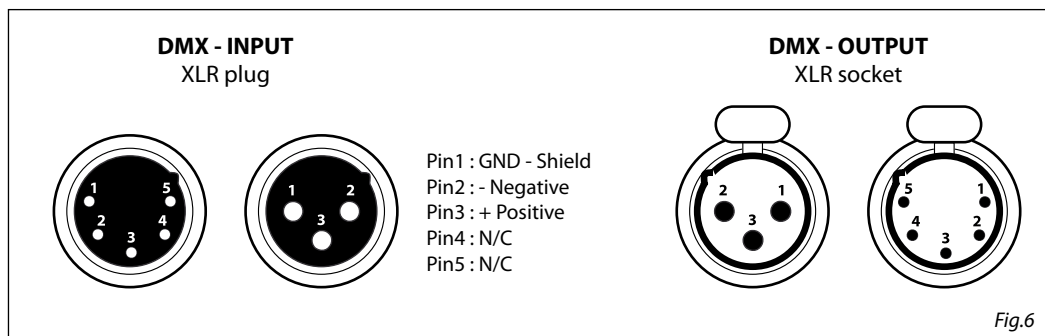 DMX - INPUT
XLR plug
1
5
2
4
3
1
2
3
Pin1 : GND - Shield
Pin2 : - Negative
Pin3 : + Positive
Pin4 : N/C
Pin5 : N/C
DMX - OUTPUT
XLR socket
2
1
3
5
1
4
2
3
Fig.6